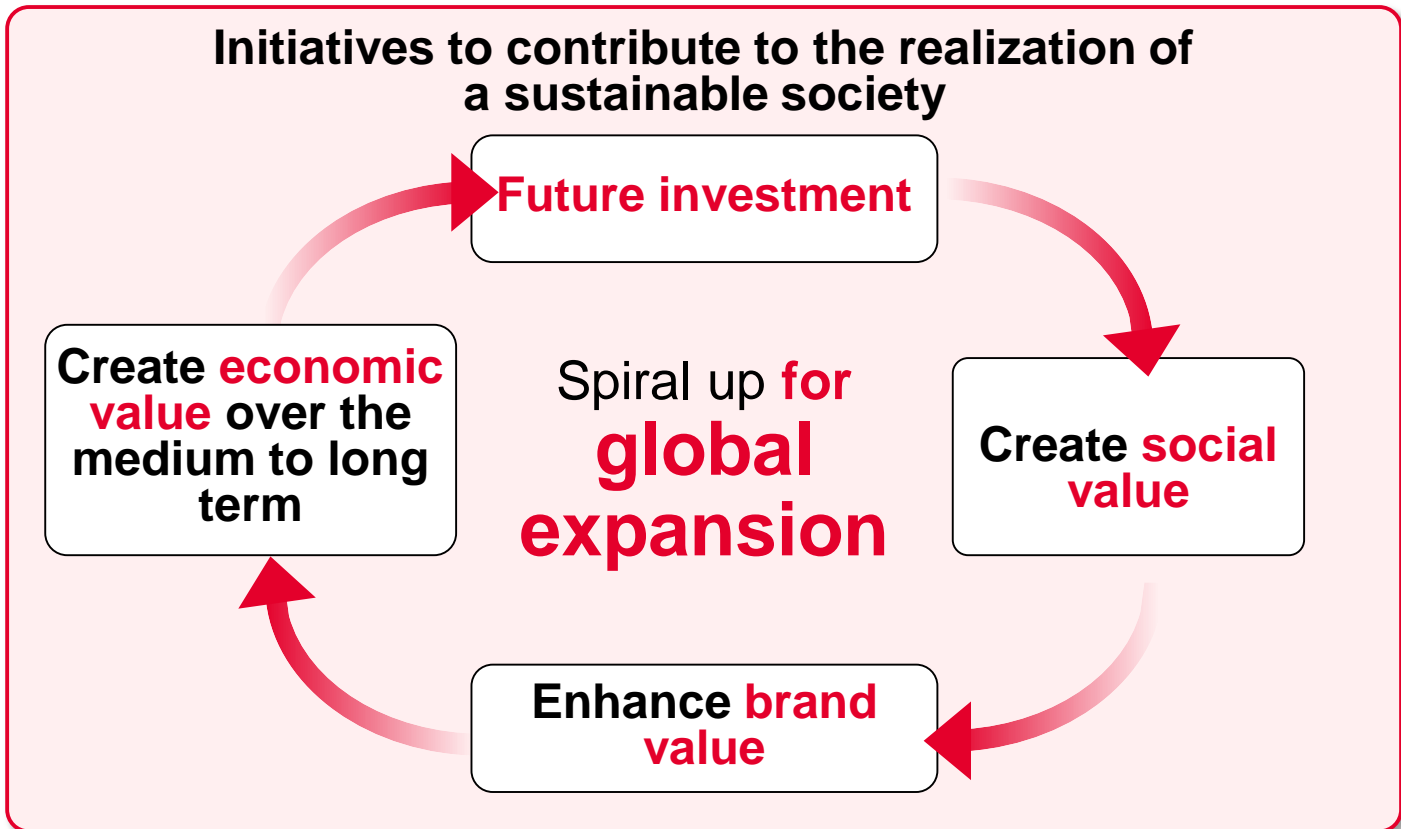 Initiatives to contribute to the realization of
a sustainable society
Future investment
Create economic
value over the
medium to long
term
Spiral up for
global
expansion
Create social
value
Enhance brand
value